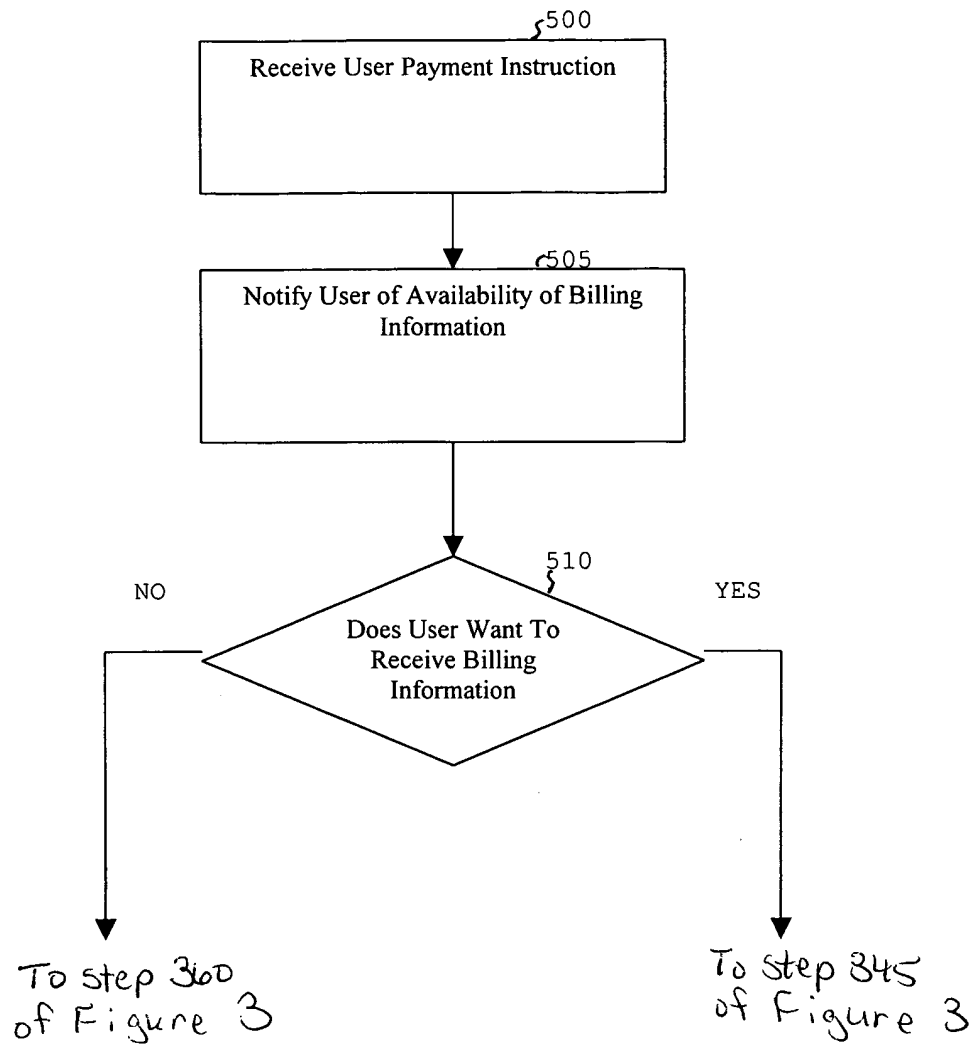 500
Receive User Payment Instruction
505
Notify User of Availability of Billing
Information
510
NO
YES
Does User Want To
Receive Billing
Information
To step 360
of Figure 3
To step 345
of Figure 3